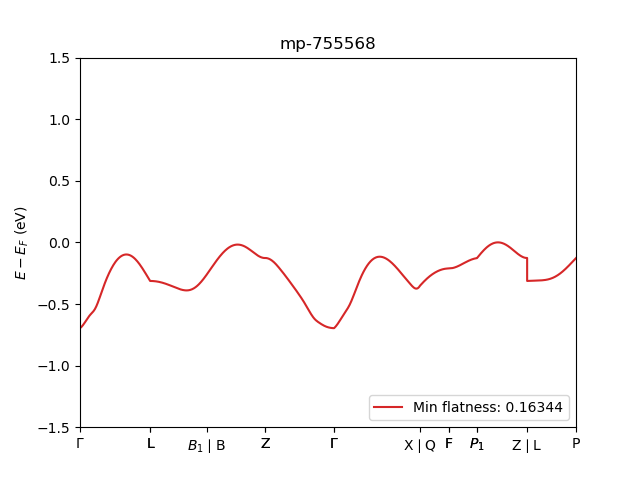 mp-755568
1.5
1.0
0.5
0.0
−0.5
−1.0
−1.5
E − E_F (eV)
Min flatness: 0.16344
Γ L B₁ | B Z Γ X | Q F P₁ Z | L P